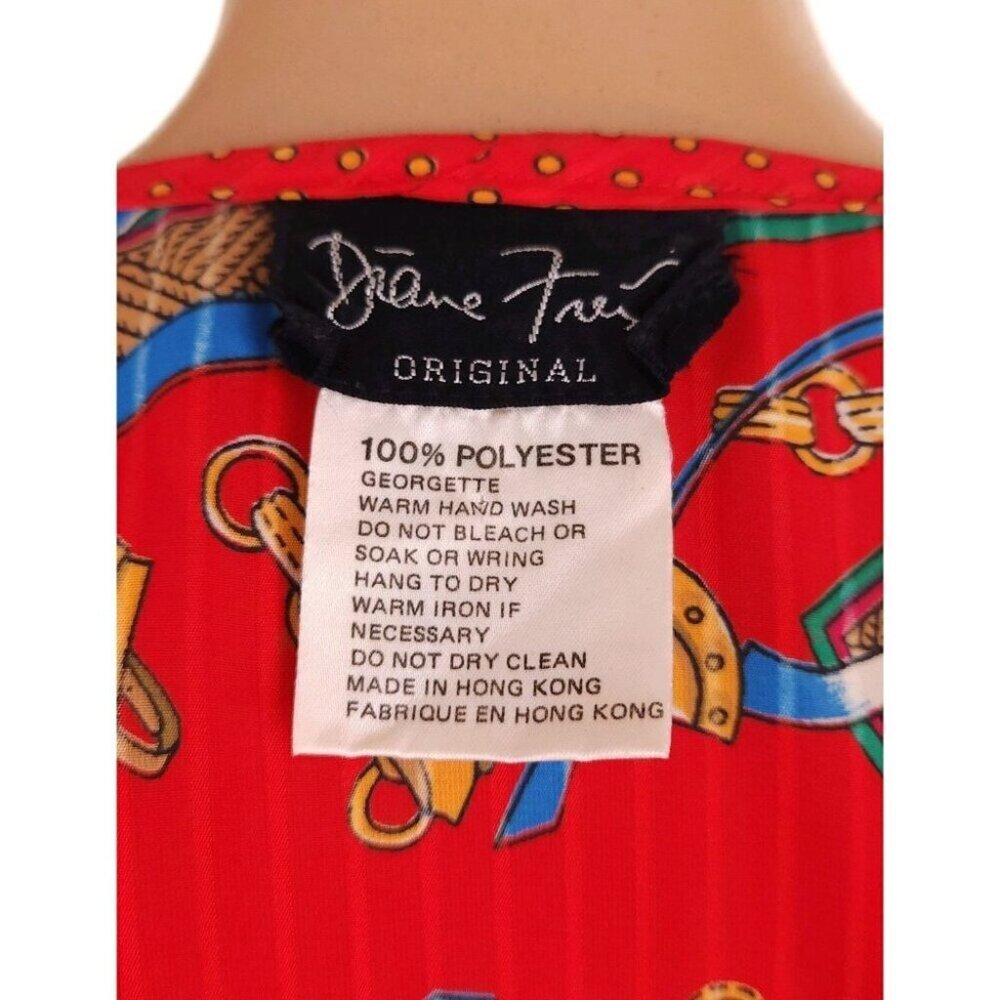 Diane Freis
ORIGINAL
100% POLYESTER
GEORGETTE
WARM HAND WASH
DO NOT BLEACH OR
SOAK OR WRING
HANG TO DRY
WARM IRON IF
NECESSARY
DO NOT DRY CLEAN
MADE IN HONG KONG
FABRIQUE EN HONG KONG